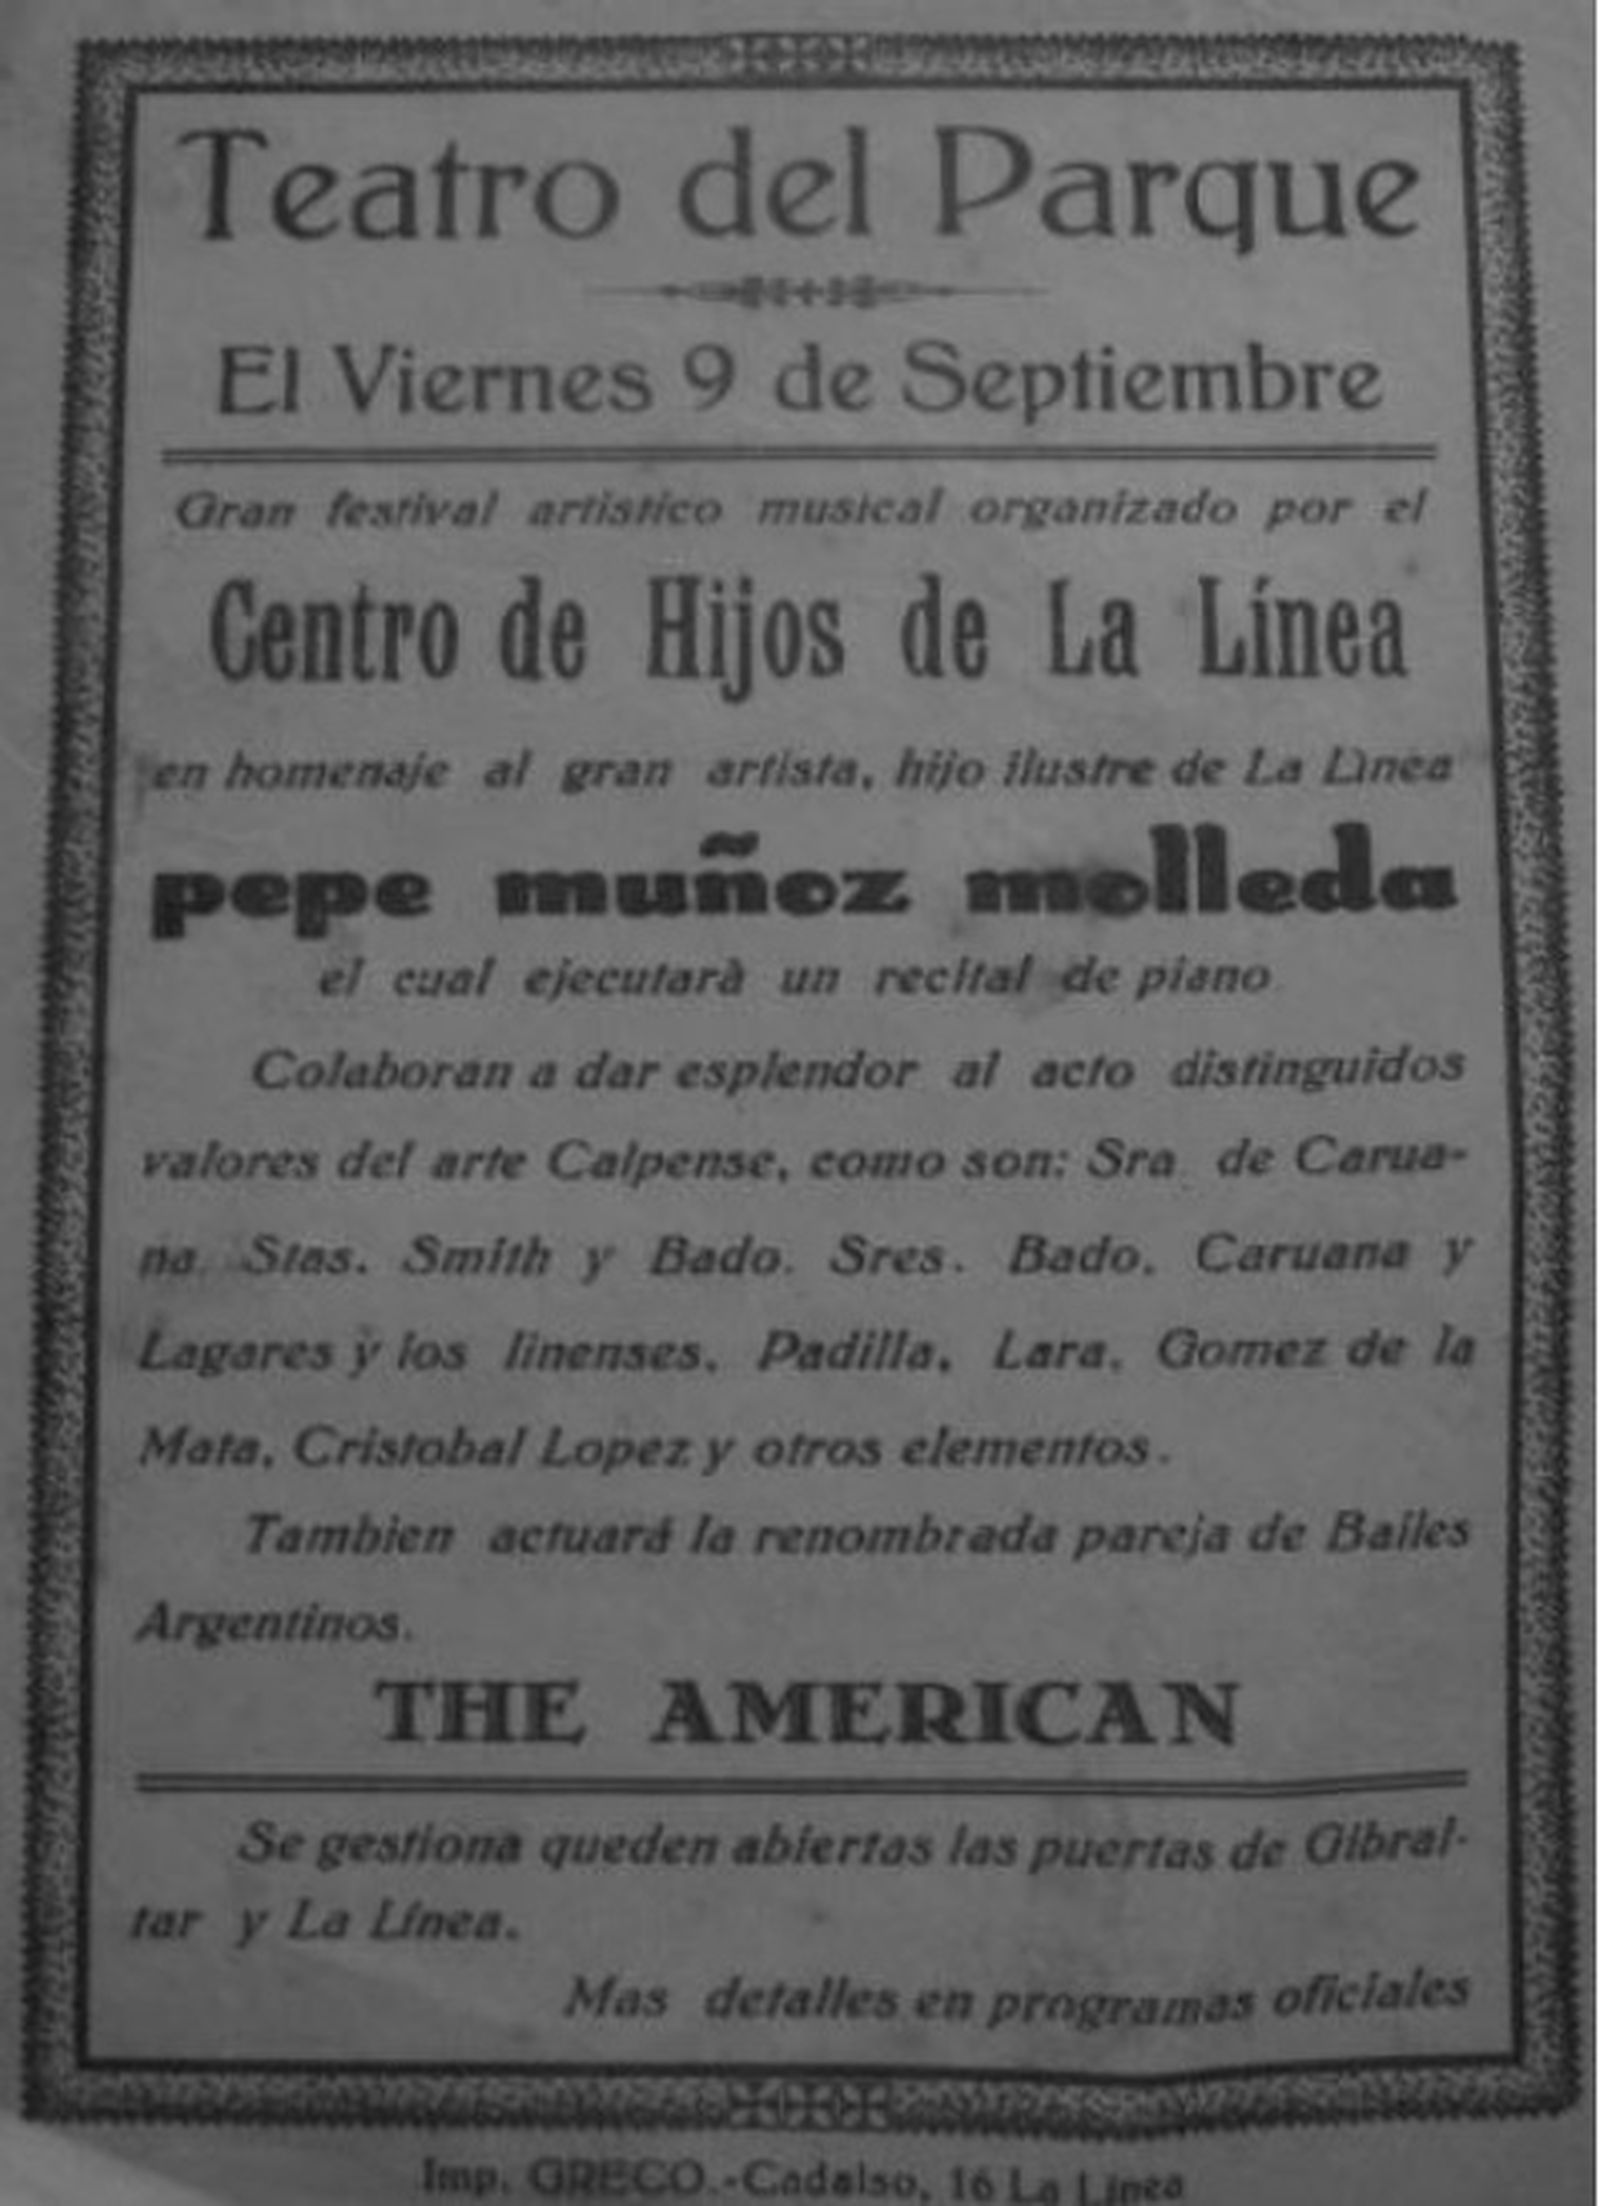 Teatro del Parque
El Viernes 9 de Septiembre
Gran festival artistico musical organizado por el
Centro de Hijos de La Línea
en homenaje al gran artista, hijo ilustre de La Lìnea
pepe muñoz molleda
el cual ejecutarà un recital de piano
Colaboran a dar esplendor al acto distinguidos
valores del arte Calpense, como son: Sra de Carua-
na. Stas. Smith y Bado. Sres. Bado, Caruana y
Lagares y los linenses, Padilla, Lara, Gomez de la
Mata, Cristobal Lopez y otros elementos.
Tambien actuará la renombrada pareja de Bailes
Argentinos.
THE AMERICAN
Se gestiona queden abiertas las puertas de Gibral-
tar y La Línea.
Mas detalles en programas oficiales
Imp. GRECO.-Cadalso, 16 La Linea